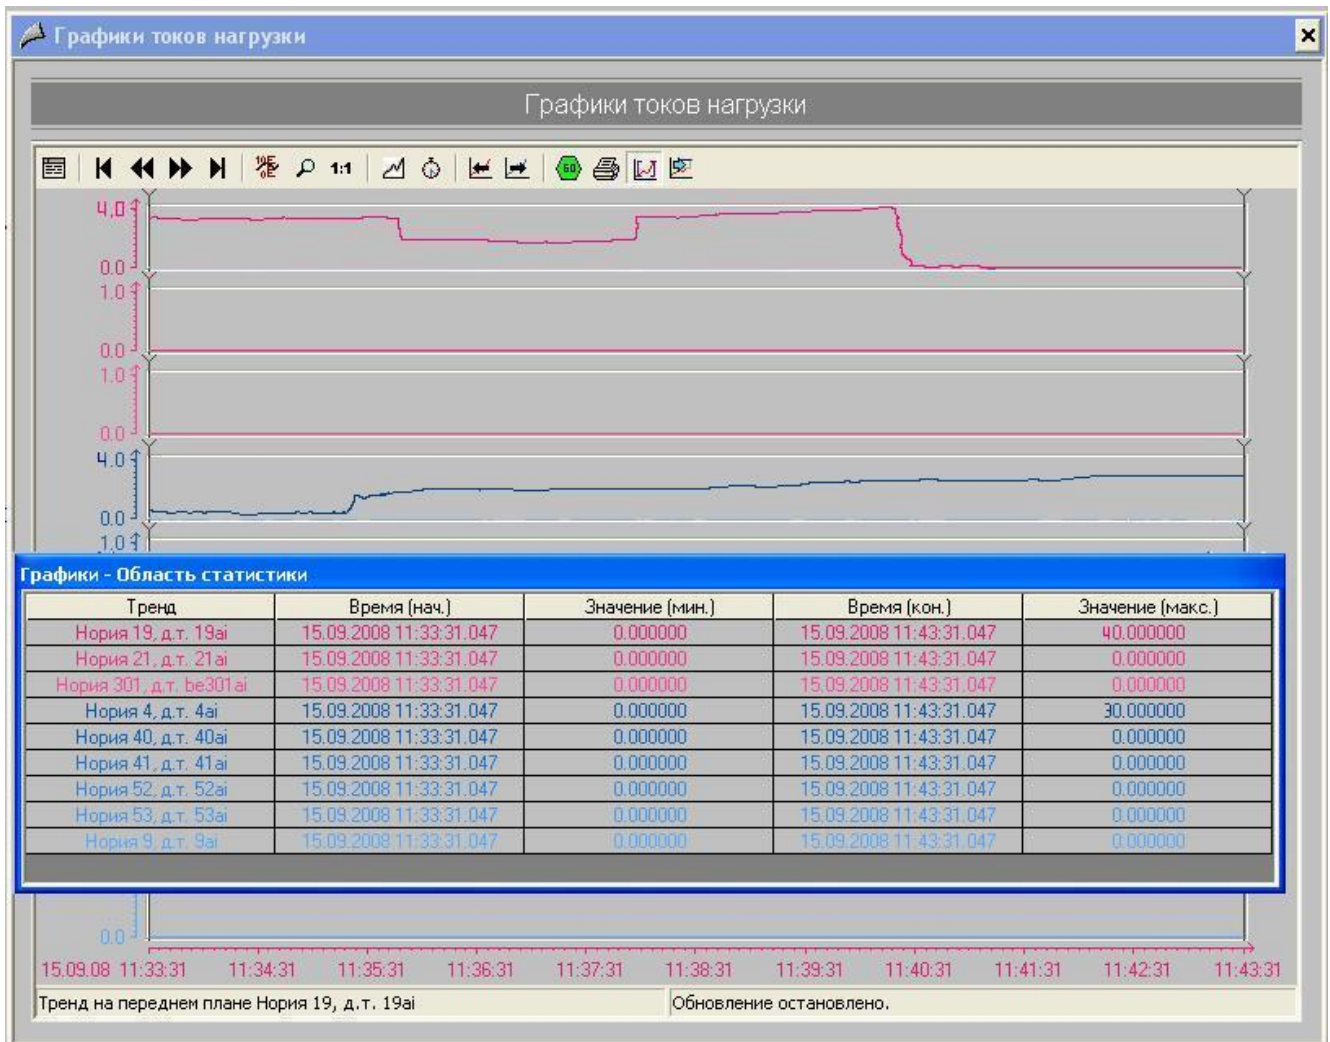 Графики токов нагрузки
Графики токов нагрузки
1:1 60
4,0
0.0
1.0
0.0
1.0
0.0
4.0
0.0
1.0
Графики - Область статистики
Тренд Время (нач.) Значение (мин.) Время (кон.) Значение (макс.)
Нория 19, д.т. 19ai 15.09.2008 11:33:31.047 0.000000 15.09.2008 11:43:31.047 40.000000
Нория 21, д.т. 21ai 15.09.2008 11:33:31.047 0.000000 15.09.2008 11:43:31.047 0.000000
Нория 301, д.т. be301ai 15.09.2008 11:33:31.047 0.000000 15.09.2008 11:43:31.047 0.000000
Нория 4, д.т. 4ai 15.09.2008 11:33:31.047 0.000000 15.09.2008 11:43:31.047 30.000000
Нория 40, д.т. 40ai 15.09.2008 11:33:31.047 0.000000 15.09.2008 11:43:31.047 0.000000
Нория 41, д.т. 41ai 15.09.2008 11:33:31.047 0.000000 15.09.2008 11:43:31.047 0.000000
Нория 52, д.т. 52ai 15.09.2008 11:33:31.047 0.000000 15.09.2008 11:43:31.047 0.000000
Нория 53, д.т. 53ai 15.09.2008 11:33:31.047 0.000000 15.09.2008 11:43:31.047 0.000000
Нория 9, д.т. 9ai 15.09.2008 11:33:31.047 0.000000 15.09.2008 11:43:31.047 0.000000
0.0
15.09.08 11:33:31 11:34:31 11:35:31 11:36:31 11:37:31 11:38:31 11:39:31 11:40:31 11:41:31 11:42:31 11:43:31
Тренд на переднем плане Нория 19, д.т. 19ai Обновление остановлено.